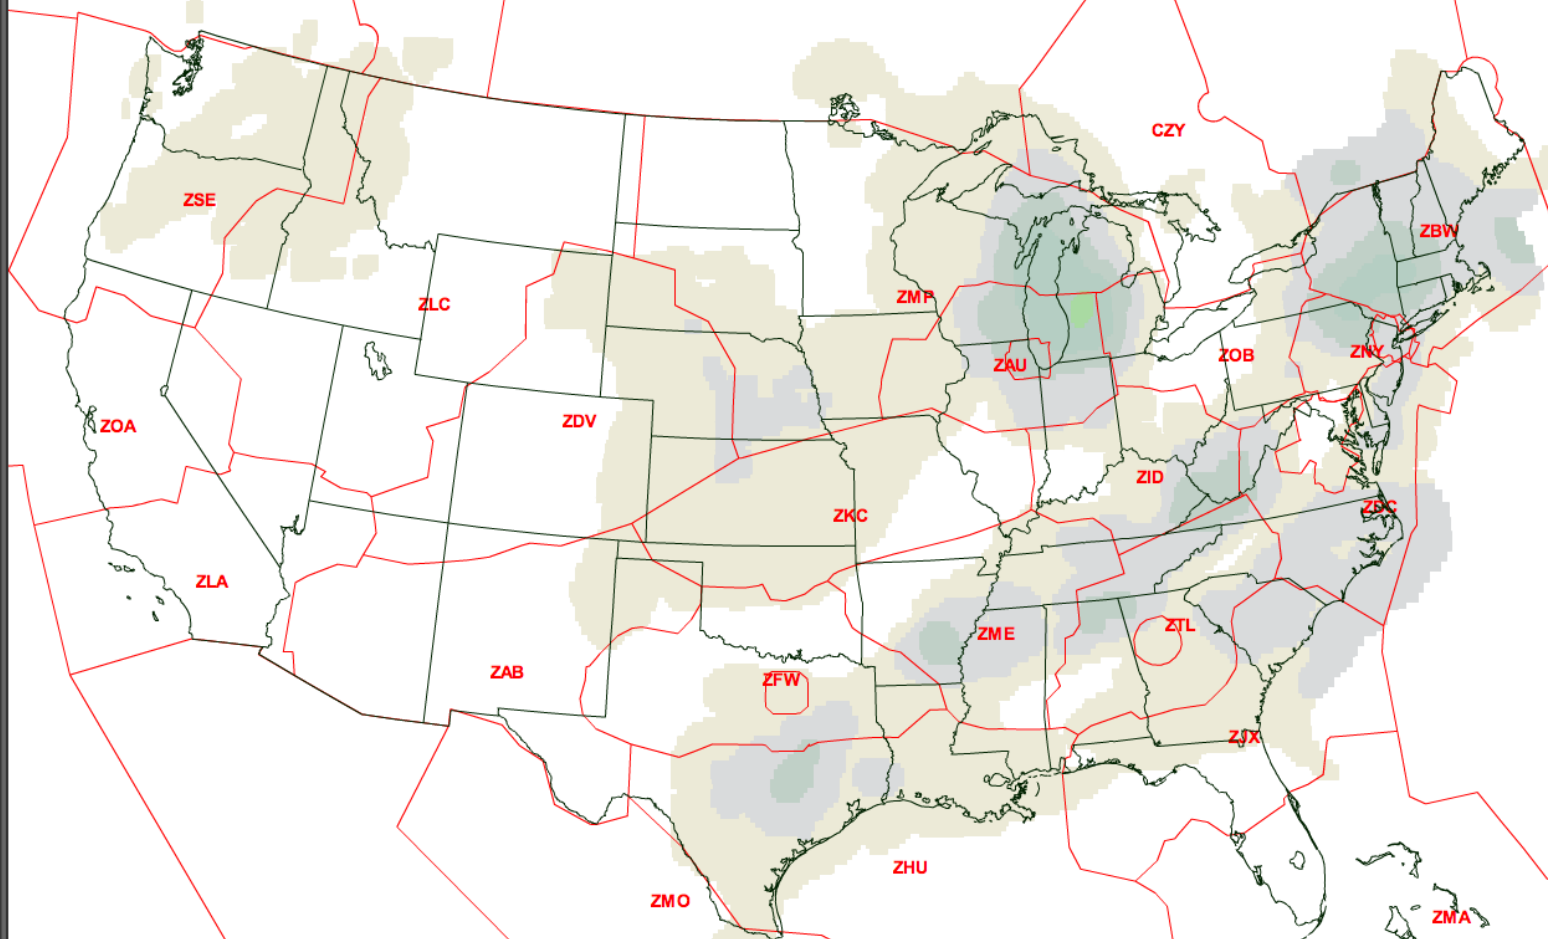 CZY
ZSE
ZBW
ZLC
ZMP
ZOB
ZNY
ZAU
ZDV
ZOA
ZID
ZKC
ZDC
ZLA
ZTL
ZME
ZAB
ZFW
ZJX
ZHU
ZMO
ZMA